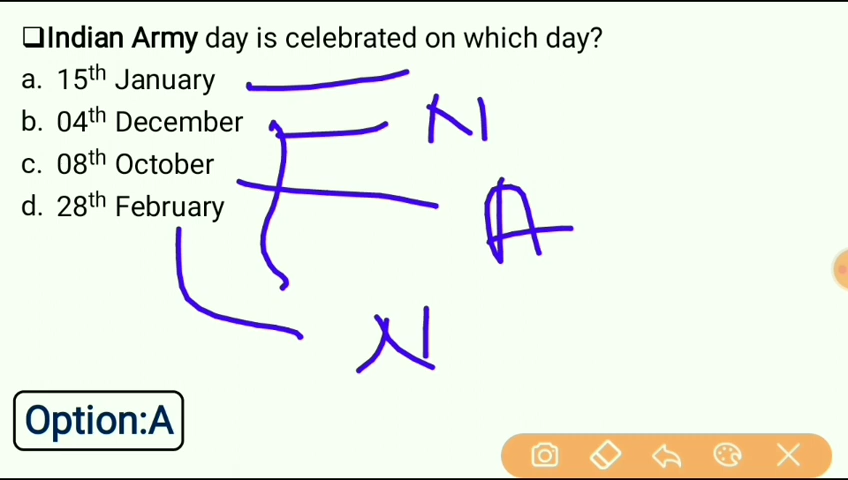 ❑Indian Army day is celebrated on which day?
a. 15th January
b. 04th December
N
c. 08th October
A
d. 28th February
N
Option:A